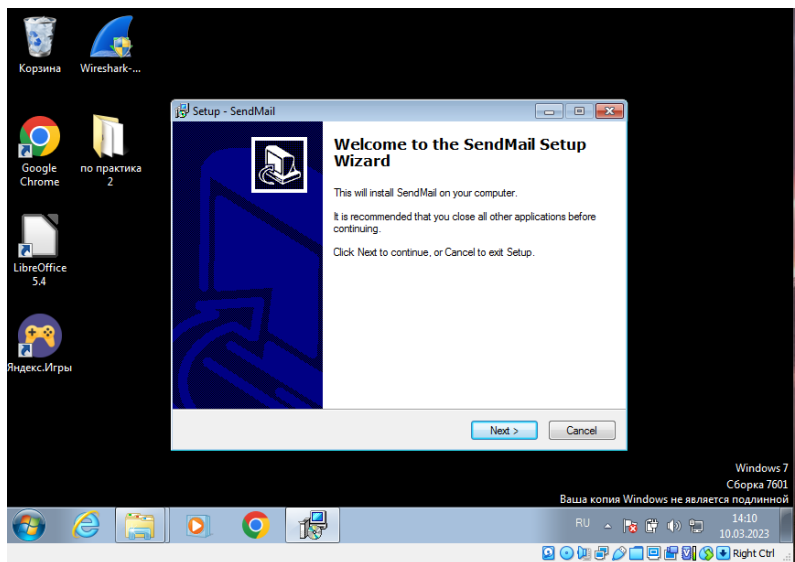 Корзина
Wireshark-...
Setup - SendMail
Welcome to the SendMail Setup
Wizard
This will install SendMail on your computer.
It is recommended that you close all other applications before
continuing.
Click Next to continue, or Cancel to exit Setup.
Google
Chrome
по практика
2
LibreOffice
5.4
Яндекс.Игры
Next >
Cancel
Windows 7
Сборка 7601
Ваша копия Windows не является подлинной
RU
14:10
10.03.2023
Right Ctrl